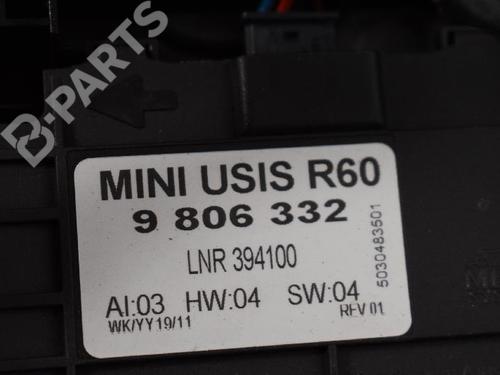 B-PARTS
MINI USIS R60
9 806 332
LNR 394100
AI:03 HW:04 SW:04
WK/YY19/11
REV 01
5030483501